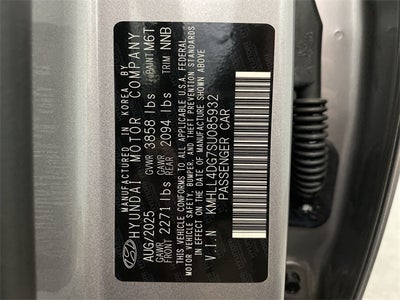 MANUFACTURED IN KOREA, BY
HYUNDAI MOTOR COMPANY
AUG/2025 GVWR 3858 lbs PAINT M6T
GAWR FRONT 2271 lbs GAWR REAR 2094 lbs TRIM NNB
THIS VEHICLE CONFORMS TO ALL APPLICABLE U.S.A. FEDERAL
MOTOR VEHICLE SAFETY, BUMPER, AND THEFT
STANDARDS IN EFFECT ON THE DATE OF MANUFACTURE SHOWN ABOVE.
V.I.N KMHLL4DG7TU085932
PASSENGER CAR